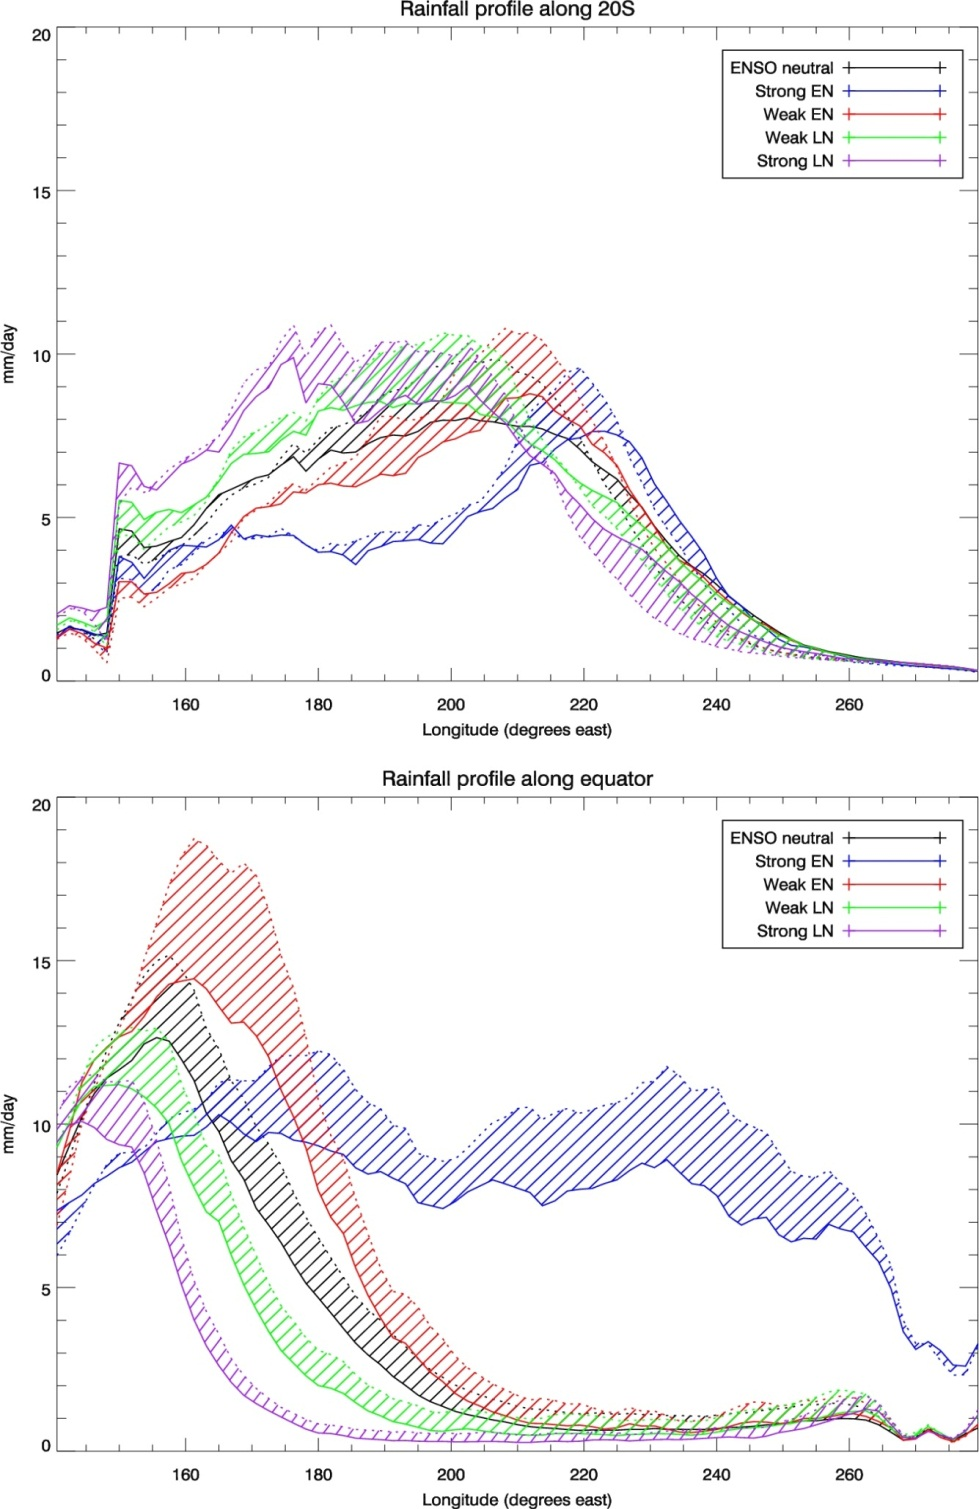 Rainfall profile along 20S
20
ENSO neutral
Strong EN
Weak EN
Weak LN
Strong LN
15
10
mm/day
5
0
160 180 200 220 240 260
Longitude (degrees east)
Rainfall profile along equator
20
ENSO neutral
Strong EN
Weak EN
Weak LN
Strong LN
15
10
mm/day
5
0
160 180 200 220 240 260
Longitude (degrees east)